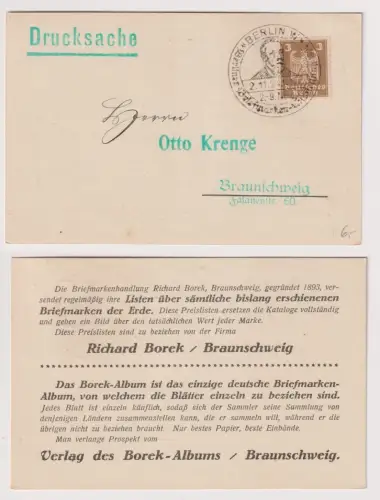 Drucksache
BERLIN W
3 3
Herrn
Otto Krenge
Braunschweig
6.-
Die Briefmarkenhandlung Richard Borek, Braunschweig, gegründet 1893, ver-
sendet regelmäßig ihre Listen über sämtliche bislang erschienenen
Briefmarken der Erde. Diese Preislisten ersetzen die Kataloge vollständig
und geben ein Bild über den tatsächlichen Wert jeder Marke.
Diese Preislisten sind zu beziehen von der Firma
Richard Borek / Braunschweig
Das Borek-Album ist das einzige deutsche Briefmarken-
Album, von welchem die Blätter einzeln zu beziehen sind.
Jedes Blatt ist einzeln käuflich, sodaß sich der Sammler seine Sammlung von
denjenigen Ländern zusammenstellen kann, die er sammeln will, während er die
übrigen nicht zu bezahlen braucht. Nur bestes Papier, beste Einbände.
Man verlange Prospekt vom
Verlag des Borek-Albums / Braunschweig.